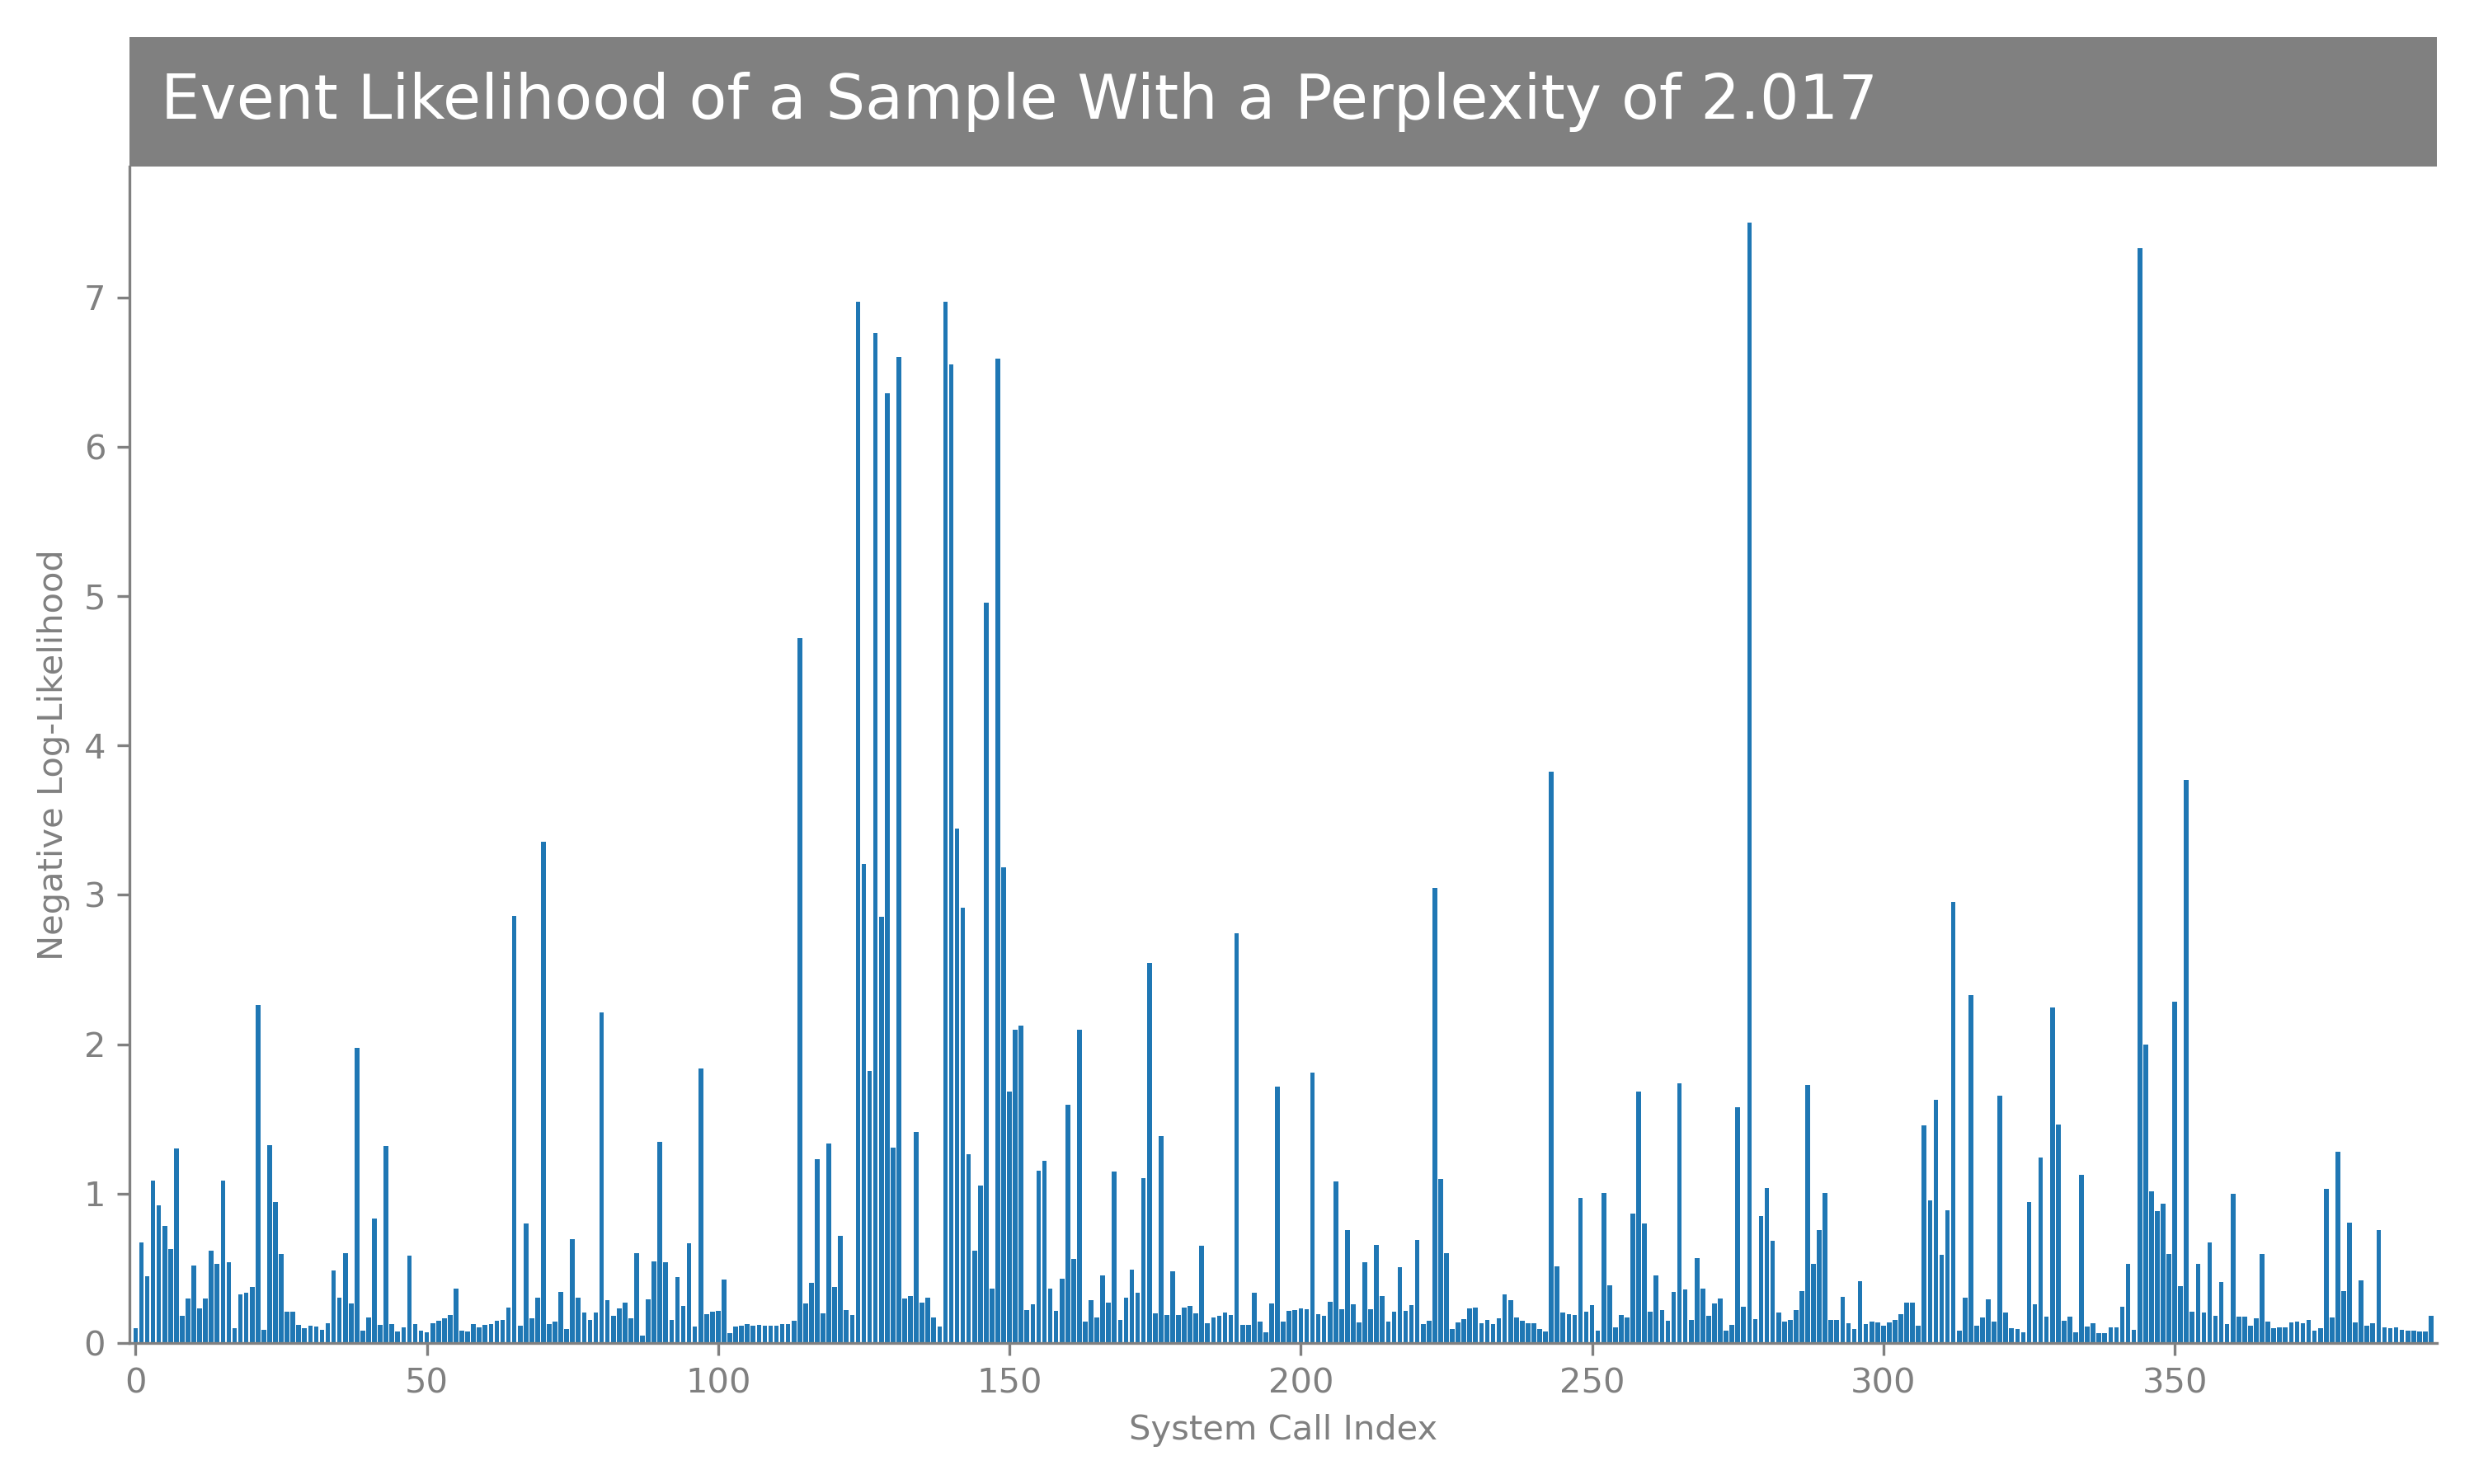 Event Likelihood of a Sample With a Perplexity of 2.017
Negative Log-Likelihood
7
6
5
4
3
2
1
0
0 50 100 150 200 250 300 350
System Call Index